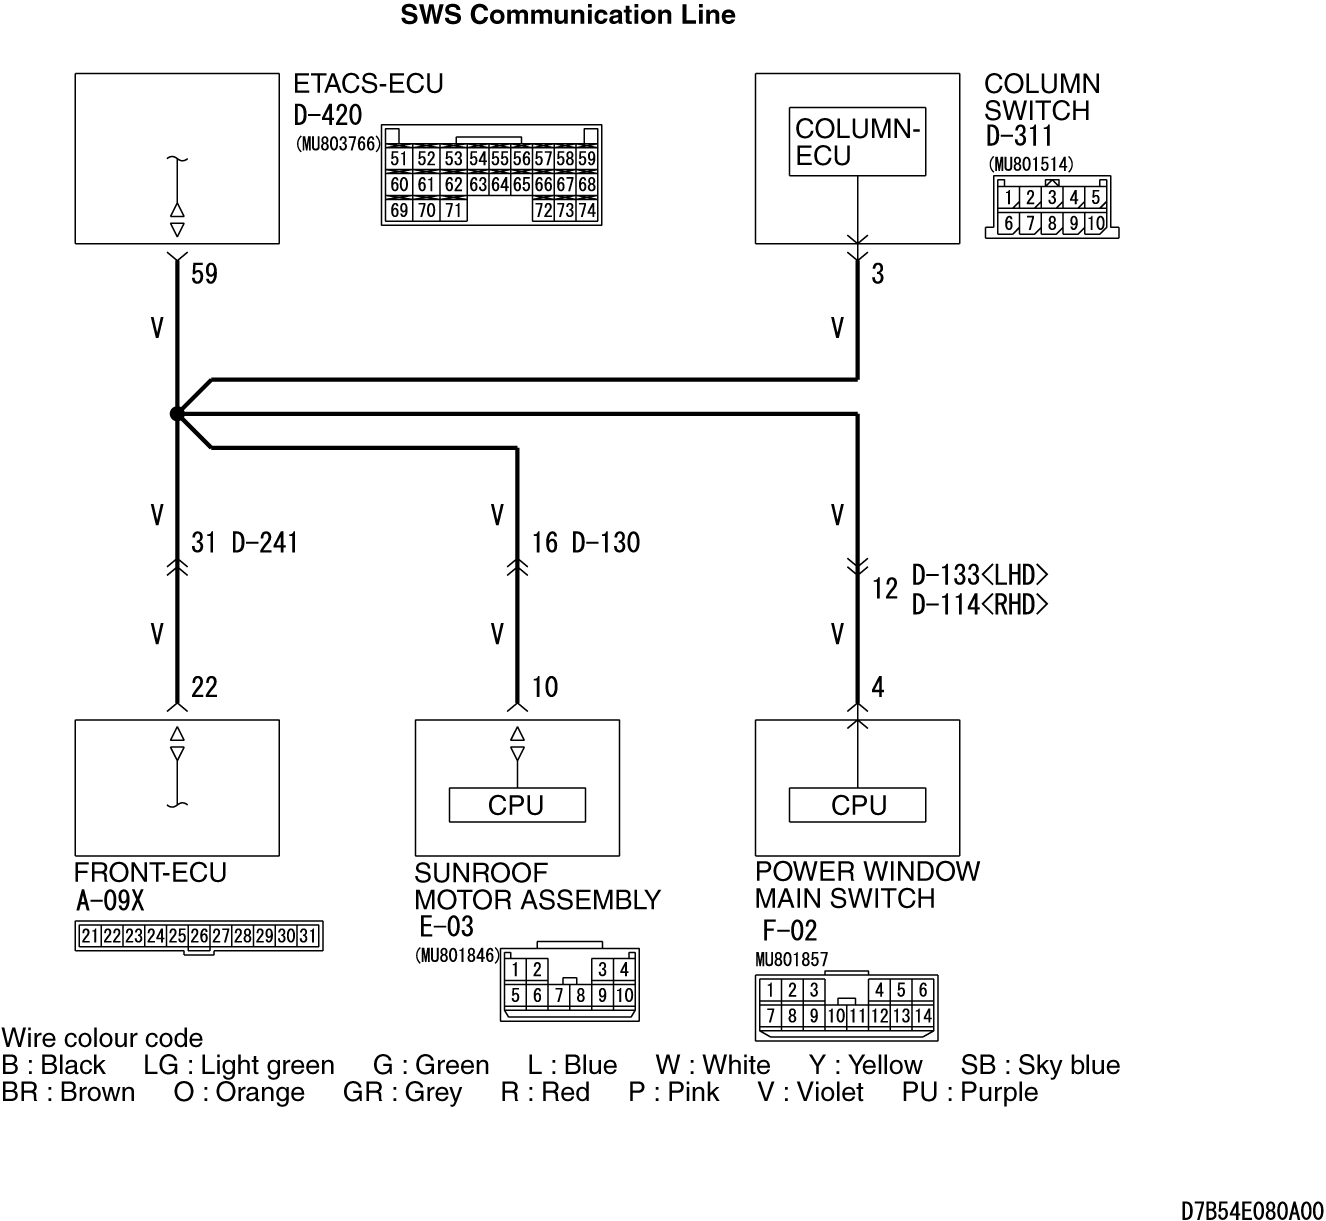 SWS Communication Line
ETACS-ECU
D-420
(MU803766)
51 52 53 54 55 56 57 58 59
60 61 62 63 64 65 66 67 68
69 70 71 72 73 74
COLUMN-
ECU
COLUMN
SWITCH
D-311
(MU801514)
1 2 3 4 5
6 7 8 9 10
59
3
V
V
V
V
V
31 D-241
16 D-130
12
D-133<LHD>
D-114<RHD>
V
V
V
22
10
4
CPU
CPU
FRONT-ECU
A-09X
21 22 23 24 25 26 27 28 29 30 31
SUNROOF
MOTOR ASSEMBLY
E-03
(MU801846)
1 2 3 4
5 6 7 8 9 10
POWER WINDOW
MAIN SWITCH
F-02
MU801857
1 2 3 4 5 6
7 8 9 10 11 12 13 14
Wire colour code
B : Black LG : Light green G : Green L : Blue W : White Y : Yellow SB : Sky blue
BR : Brown O : Orange GR : Grey R : Red P : Pink V : Violet PU : Purple
D7B54E080A00